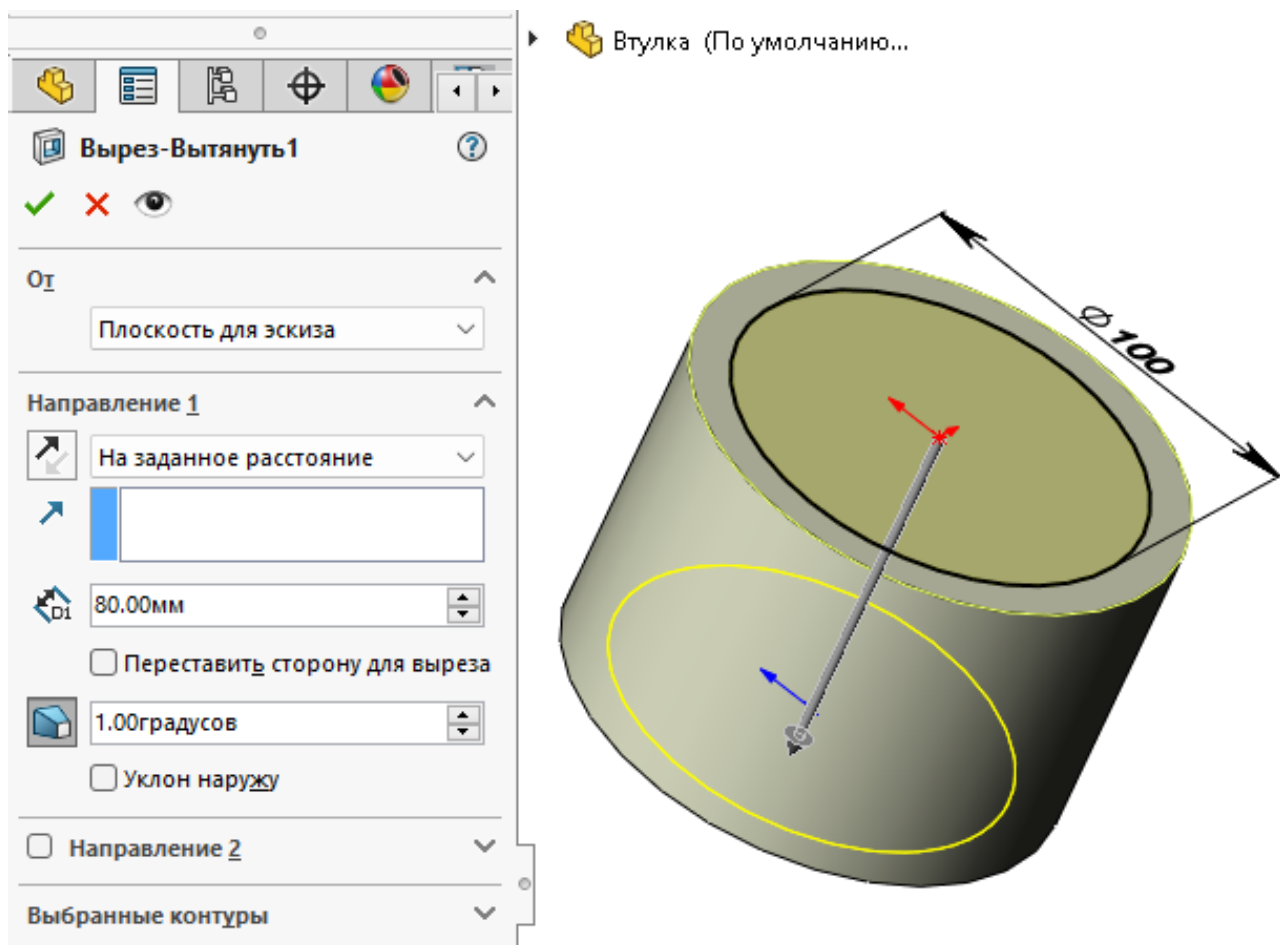 Втулка (По умолчанию...
Вырез-Вытянуть1
От
Плоскость для эскиза
Направление 1
На заданное расстояние
D1
80.00мм
Переставить сторону для выреза
1.00градусов
Уклон наружу
Направление 2
Выбранные контуры
⌀100